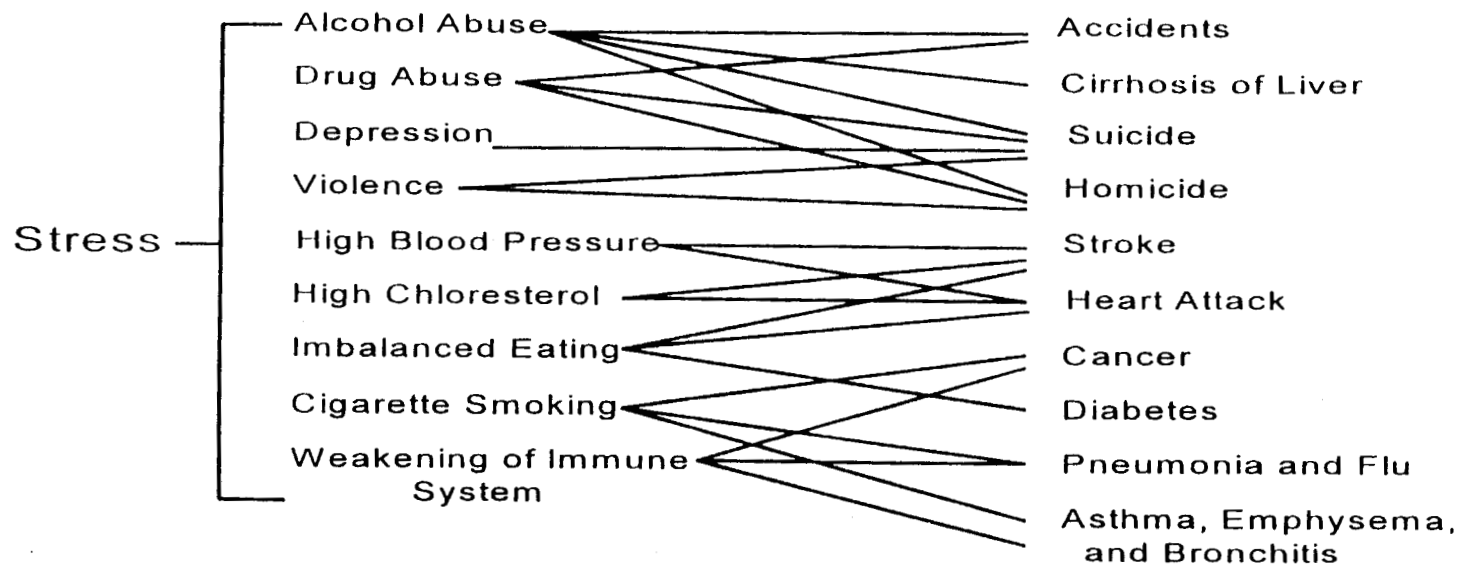 Alcohol Abuse
Accidents
Drug Abuse
Cirrhosis of Liver
Depression
Suicide
Violence
Homicide
Stress
High Blood Pressure
Stroke
High Chloresterol
Heart Attack
Imbalanced Eating
Cancer
Cigarette Smoking
Diabetes
Weakening of Immune
System
Pneumonia and Flu
Asthma, Emphysema,
and Bronchitis